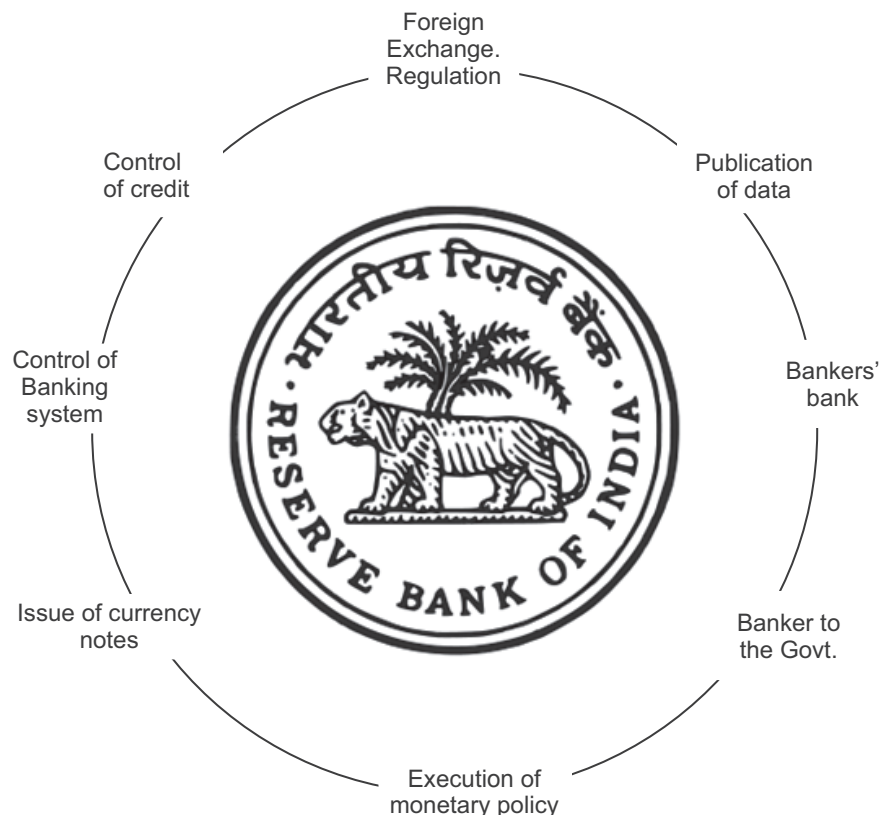 Foreign
Exchange.
Regulation
Publication
of data
Bankers’
bank
Banker to
the Govt.
Execution of
monetary policy
Issue of currency
notes
Control of
Banking
system
Control
of credit
भारतीय रिज़र्व बैंक
RESERVE BANK OF INDIA